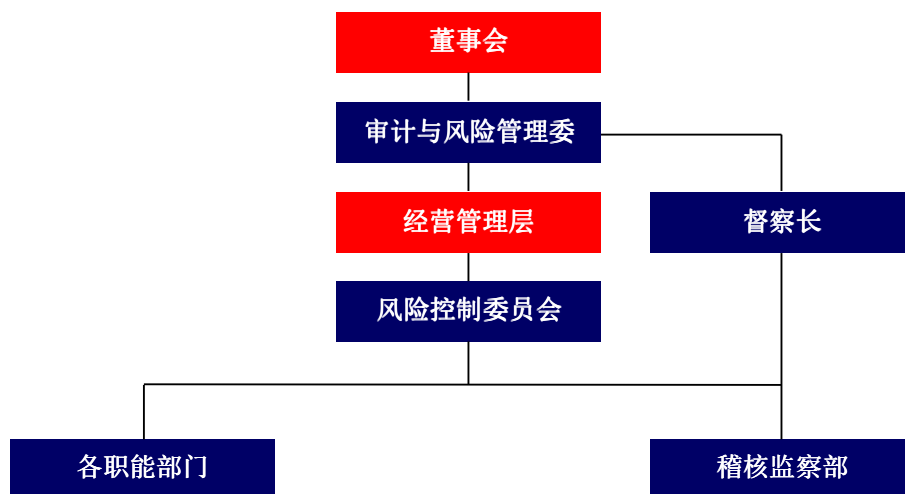 董事会
审计与风险管理委
经营管理层
督察长
风险控制委员会
各职能部门
稽核监察部